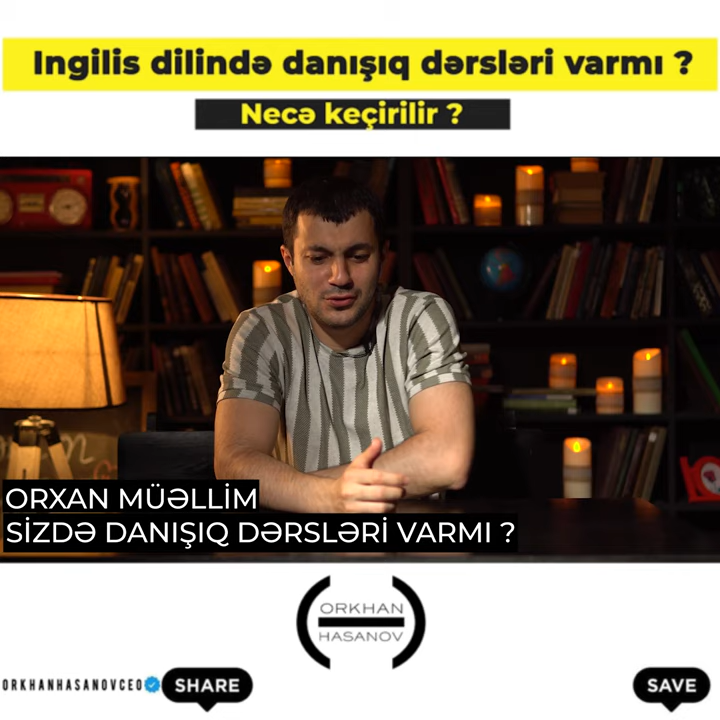 Ingilis dilində danışıq dərsləri varmı ?
Necə keçirilir ?
ORXAN MÜƏLLİM
SİZDƏ DANIŞIQ DƏRSLƏRİ VARMI ?
ORKHAN
HASANOV
ORKHANHASANOVCEO
SHARE
SAVE